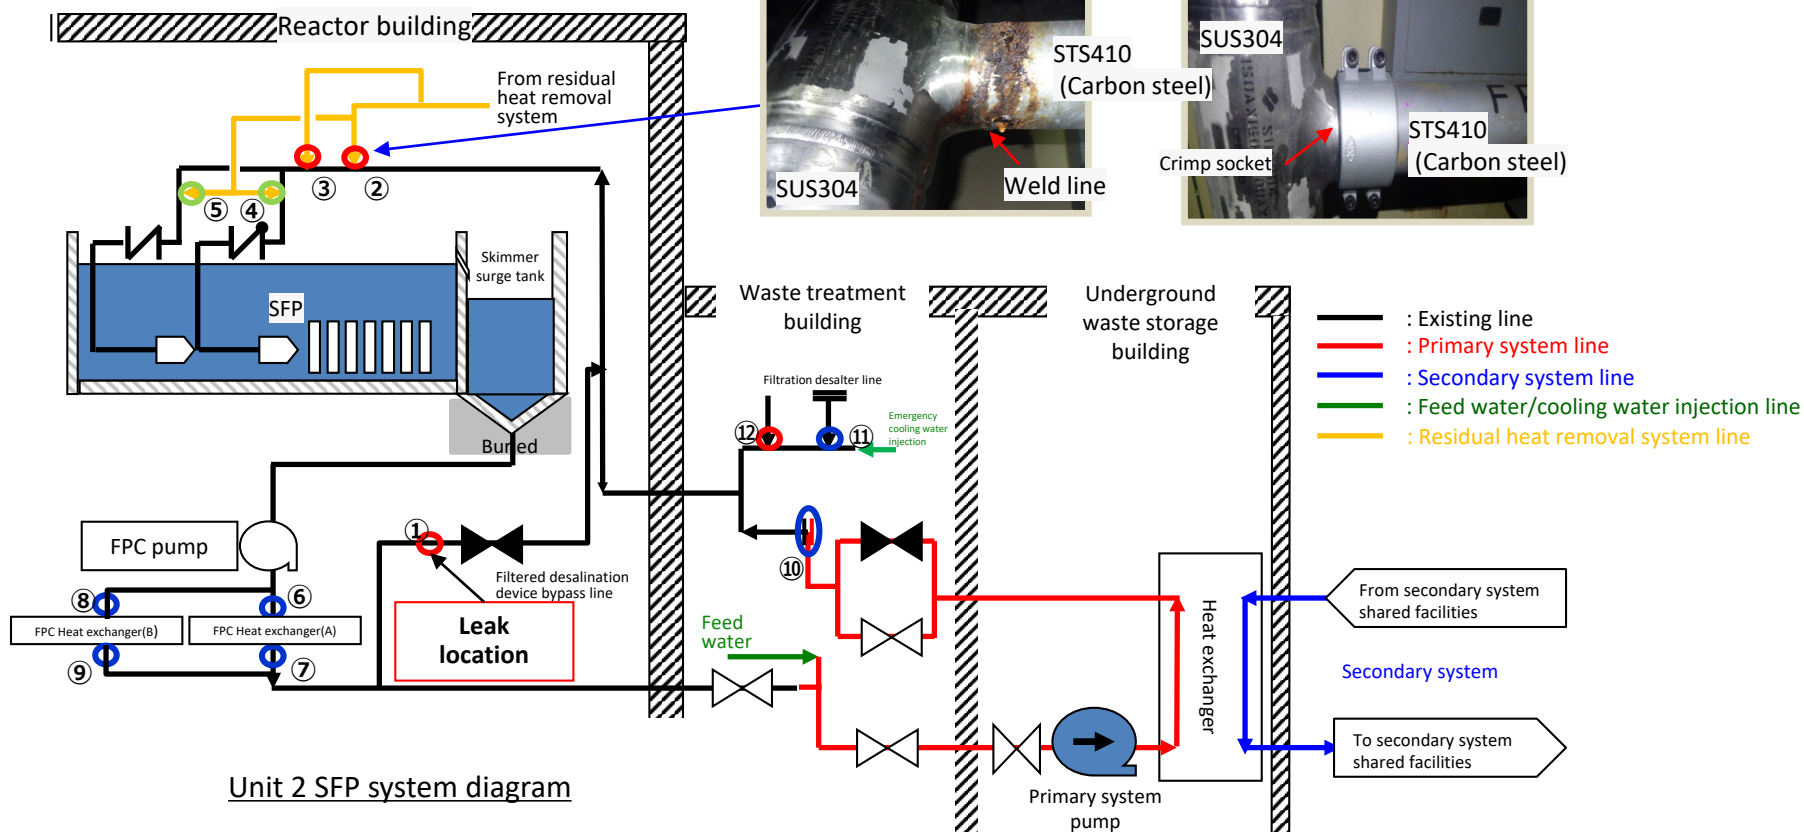 Reactor building
From residual
heat removal
system
③
②
⑤
④
SUS304
STS410
(Carbon steel)
Weld line
SUS304
Crimp socket
STS410
(Carbon steel)
SFP
Skimmer
surge tank
Buried
Waste treatment
building
Underground
waste storage
building
: Existing line
: Primary system line
: Secondary system line
: Feed water/cooling water injection line
: Residual heat removal system line
Filtration desalter line
⑫
⑪
Emergency
cooling water
injection
FPC pump
①
Filtered desalination
device bypass line
Leak
location
⑧
⑥
FPC Heat exchanger(B)
FPC Heat exchanger(A)
⑨
⑦
⑩
Feed
water
Heat exchanger
From secondary system
shared facilities
Secondary system
To secondary system
shared facilities
Primary system
pump
Unit 2 SFP system diagram